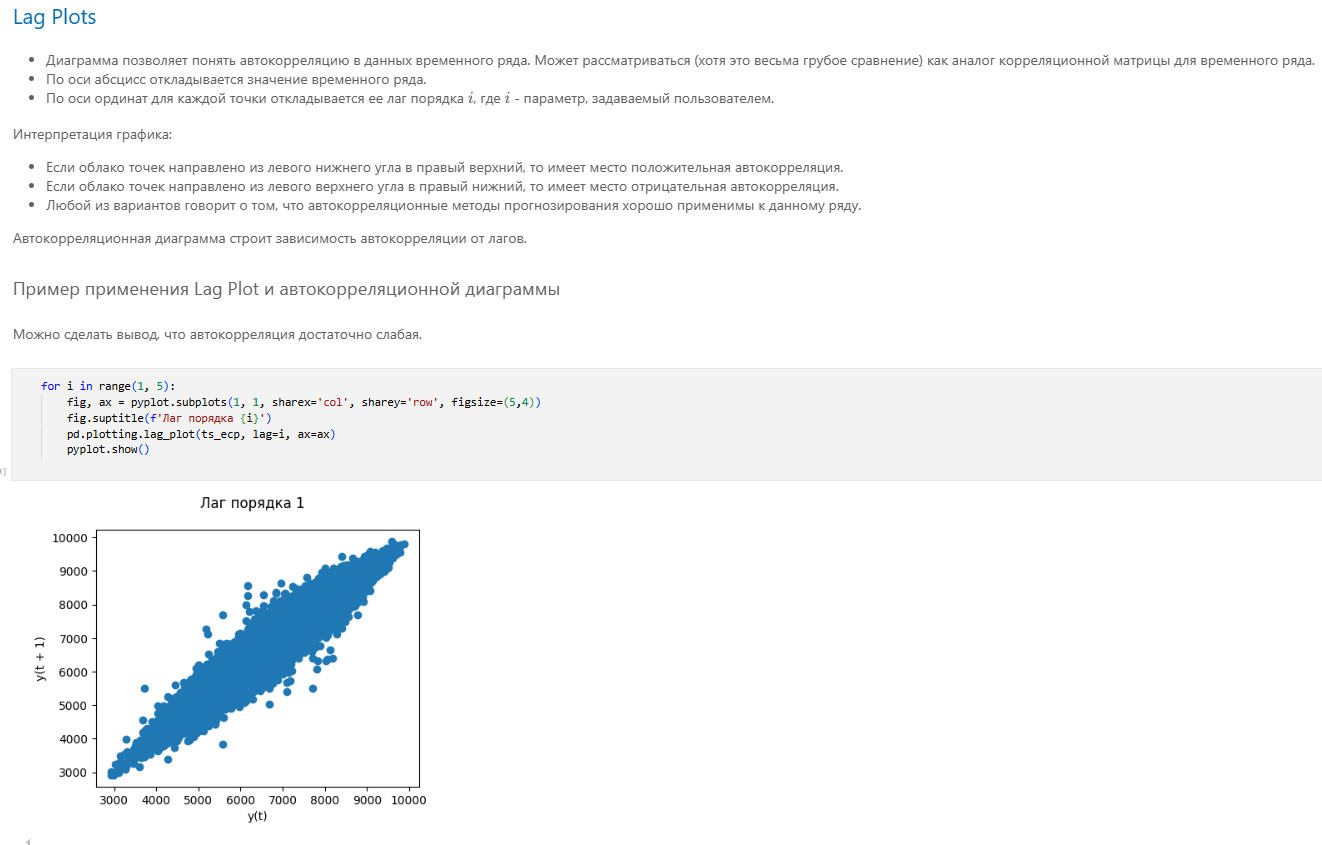 Lag Plots
Диаграмма позволяет понять автокорреляцию в данных временного ряда. Может рассматриваться (хотя это весьма грубое сравнение) как аналог корреляционной матрицы для временного ряда.
По оси абсцисс откладывается значение временного ряда.
По оси ординат для каждой точки откладывается ее лаг порядка i, где i - параметр, задаваемый пользователем.
Интерпретация графика:
Если облако точек направлено из левого нижнего угла в правый верхний, то имеет место положительная автокорреляция.
Если облако точек направлено из левого верхнего угла в правый нижний, то имеет место отрицательная автокорреляция.
Любой из вариантов говорит о том, что автокорреляционные методы прогнозирования хорошо применимы к данному ряду.
Автокорреляционная диаграмма строит зависимость автокорреляции от лагов.
Пример применения Lag Plot и автокорреляционной диаграммы
Можно сделать вывод, что автокорреляция достаточно слабая.
for i in range(1, 5):
    fig, ax = pyplot.subplots(1, 1, sharex='col', sharey='row', figsize=(5,4))
    fig.suptitle(f'Лаг порядка {i}')
    pd.plotting.lag_plot(ts_ecp, lag=i, ax=ax)
    pyplot.show()
Лаг порядка 1
10000
9000
8000
7000
6000
5000
4000
3000
y(t + 1)
3000 4000 5000 6000 7000 8000 9000 10000
y(t)